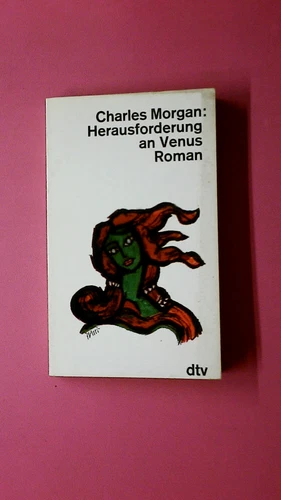 Charles Morgan:
Herausforderung
an Venus
Roman
dtv